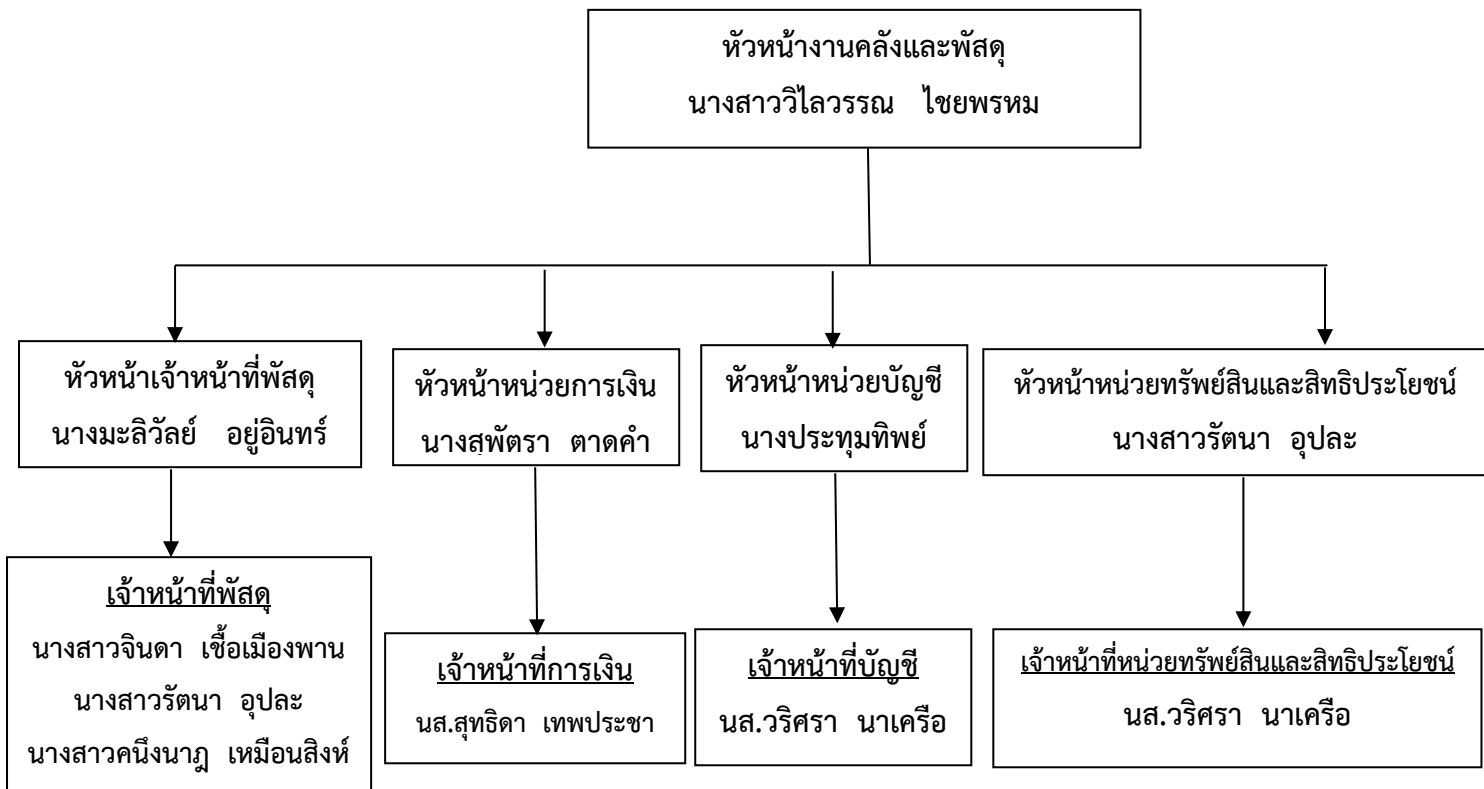 หัวหน้างานคลังและพัสดุ
นางสาววิไลวรรณ ไชยพรหม
หัวหน้าเจ้าหน้าที่พัสดุ
นางมะลิวัลย์ อยู่อินทร์
หัวหน้าหน่วยการเงิน
นางสุพัตรา ตาดคำ
หัวหน้าหน่วยบัญชี
นางประทุมทิพย์
หัวหน้าหน่วยทรัพย์สินและสิทธิประโยชน์
นางสาวรัตนา อุปละ
เจ้าหน้าที่พัสดุ
นางสาวจินดา เชื้อเมืองพาน
นางสาวรัตนา อุปละ
นางสาวคนึงนาฎ เหมือนสิงห์
เจ้าหน้าที่การเงิน
นส.สุทธิดา เทพประชา
เจ้าหน้าที่บัญชี
นส.วริศรา นาเครือ
เจ้าหน้าที่หน่วยทรัพย์สินและสิทธิประโยชน์
นส.วริศรา นาเครือ